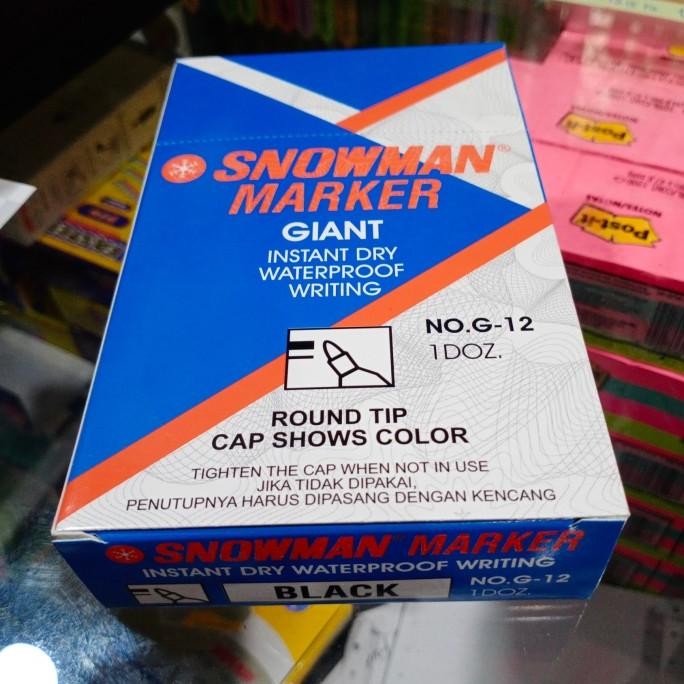 SNOWMAN®
MARKER
GIANT
INSTANT DRY
WATERPROOF
WRITING
NO.G-12
1DOZ.
ROUND TIP
CAP SHOWS COLOR
TIGHTEN THE CAP WHEN NOT IN USE
JIKA TIDAK DIPAKAI,
PENUTUPNYA HARUS DIPASANG DENGAN KENCANG
SNOWMAN® MARKER
INSTANT DRY WATERPROOF WRITING
BLACK
NO.G-12
1DOZ.
Post-it
NOTES/NOTAS
Post-it